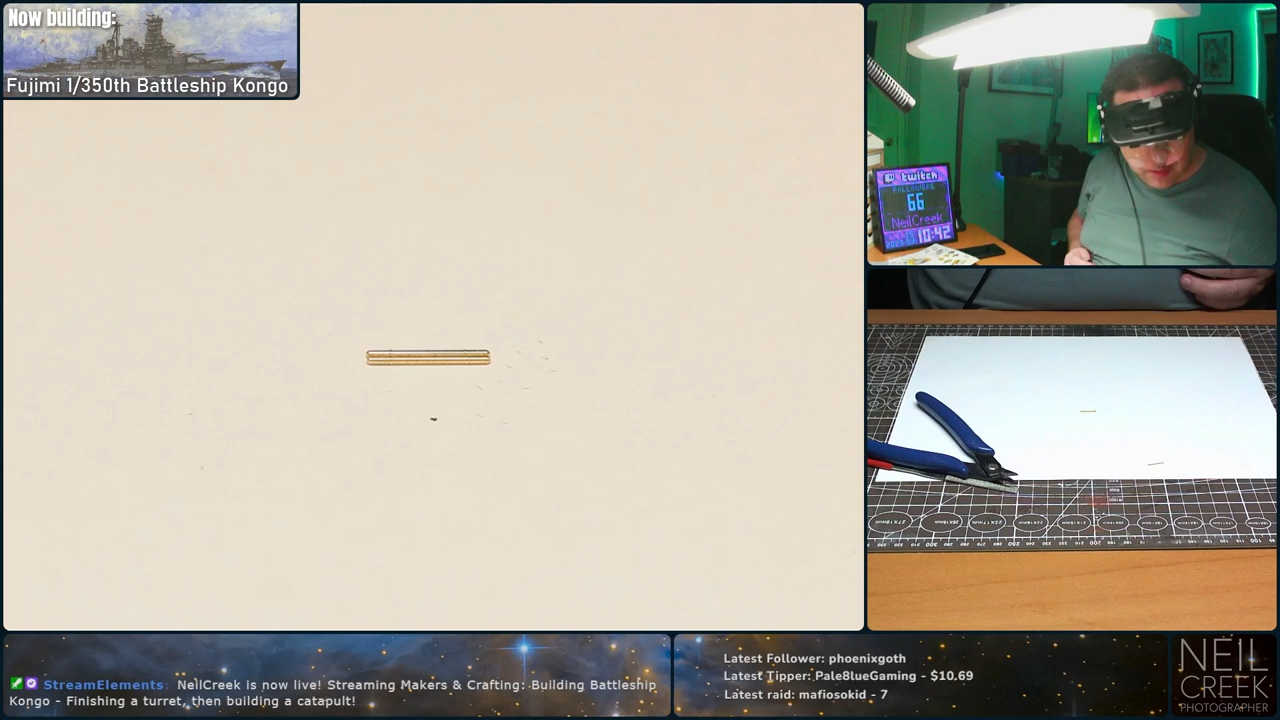 Now building:
Fujimi 1/350th Battleship Kongo
twitch
FOLLOWERS
66
NeilCreek
10:42
StreamElements: NeilCreek is now live! Streaming Makers & Crafting: Building Battleship
Kongo - Finishing a turret, then building a catapult!
Latest Follower: phoenixgoth
Latest Tipper: Pale8lueGaming - $10.69
Latest raid: mafiosokid - 7
NEIL
CREEK
PHOTOGRAPHER